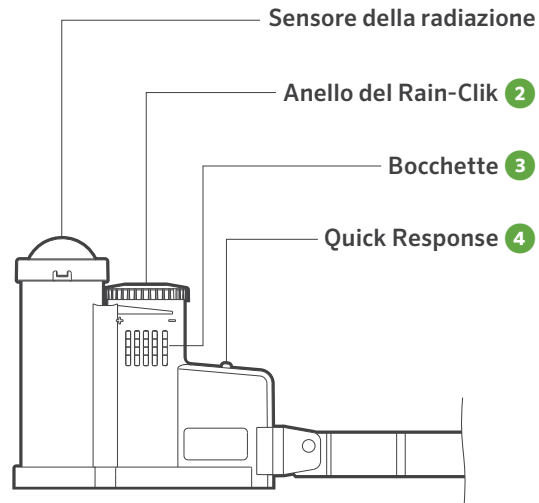 Sensore della radiazione
Anello del Rain-Clik 2
Bocchette 3
Quick Response 4
+ −